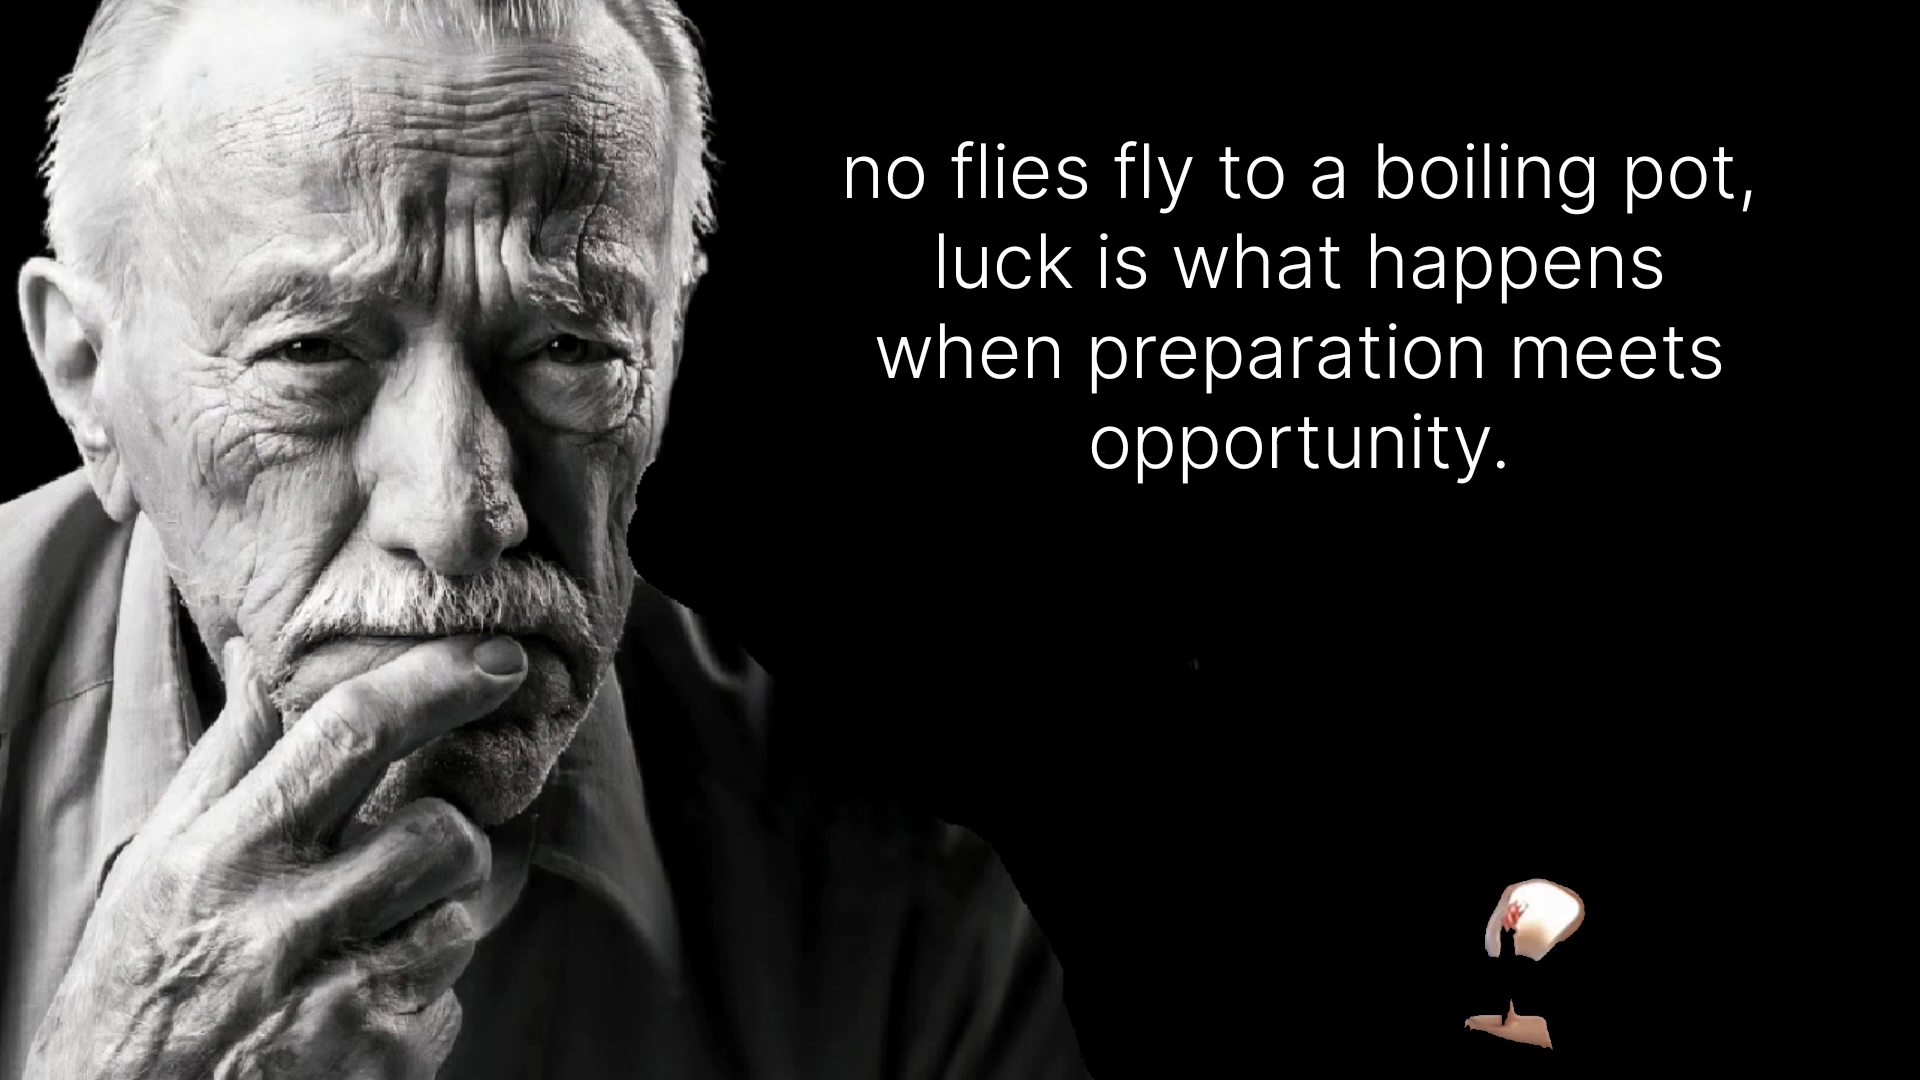 no flies fly to a boiling pot,
luck is what happens
when preparation meets
opportunity.